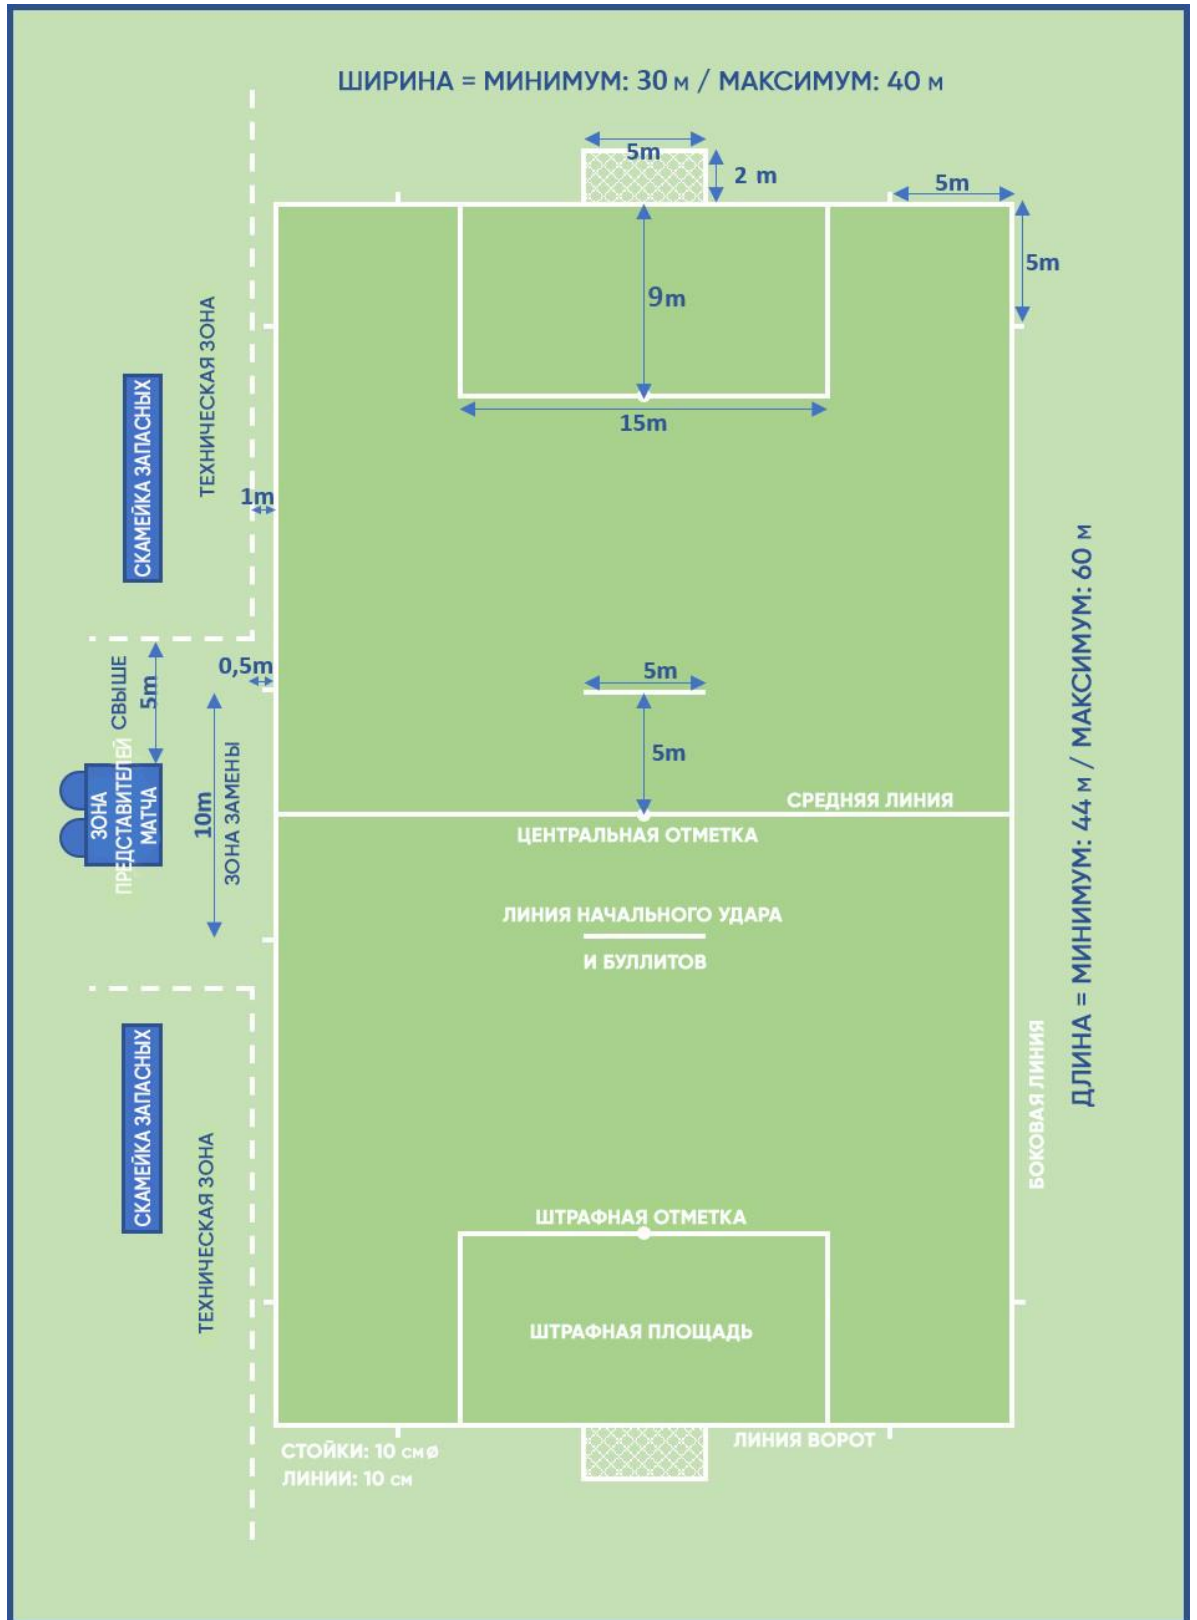 ШИРИНА = МИНИМУМ: 30 м / МАКСИМУМ: 40 м
5m
2 m
5m
5m
9m
15m
ТЕХНИЧЕСКАЯ ЗОНА
СКАМЕЙКА ЗАПАСНЫХ
1m
0,5m
СВЫШЕ
5m
ЗОНА
ПРЕДСТАВИТЕЛЕЙ
МАТЧА
10m
ЗОНА ЗАМЕНЫ
5m
5m
СРЕДНЯЯ ЛИНИЯ
ЦЕНТРАЛЬНАЯ ОТМЕТКА
ЛИНИЯ НАЧАЛЬНОГО УДАРА
И БУЛЛИТОВ
ДЛИНА = МИНИМУМ: 44 м / МАКСИМУМ: 60 м
БОКОВАЯ ЛИНИЯ
СКАМЕЙКА ЗАПАСНЫХ
ТЕХНИЧЕСКАЯ ЗОНА
ШТРАФНАЯ ОТМЕТКА
ШТРАФНАЯ ПЛОЩАДЬ
ЛИНИЯ ВОРОТ
СТОЙКИ: 10 см⌀
ЛИНИИ: 10 см